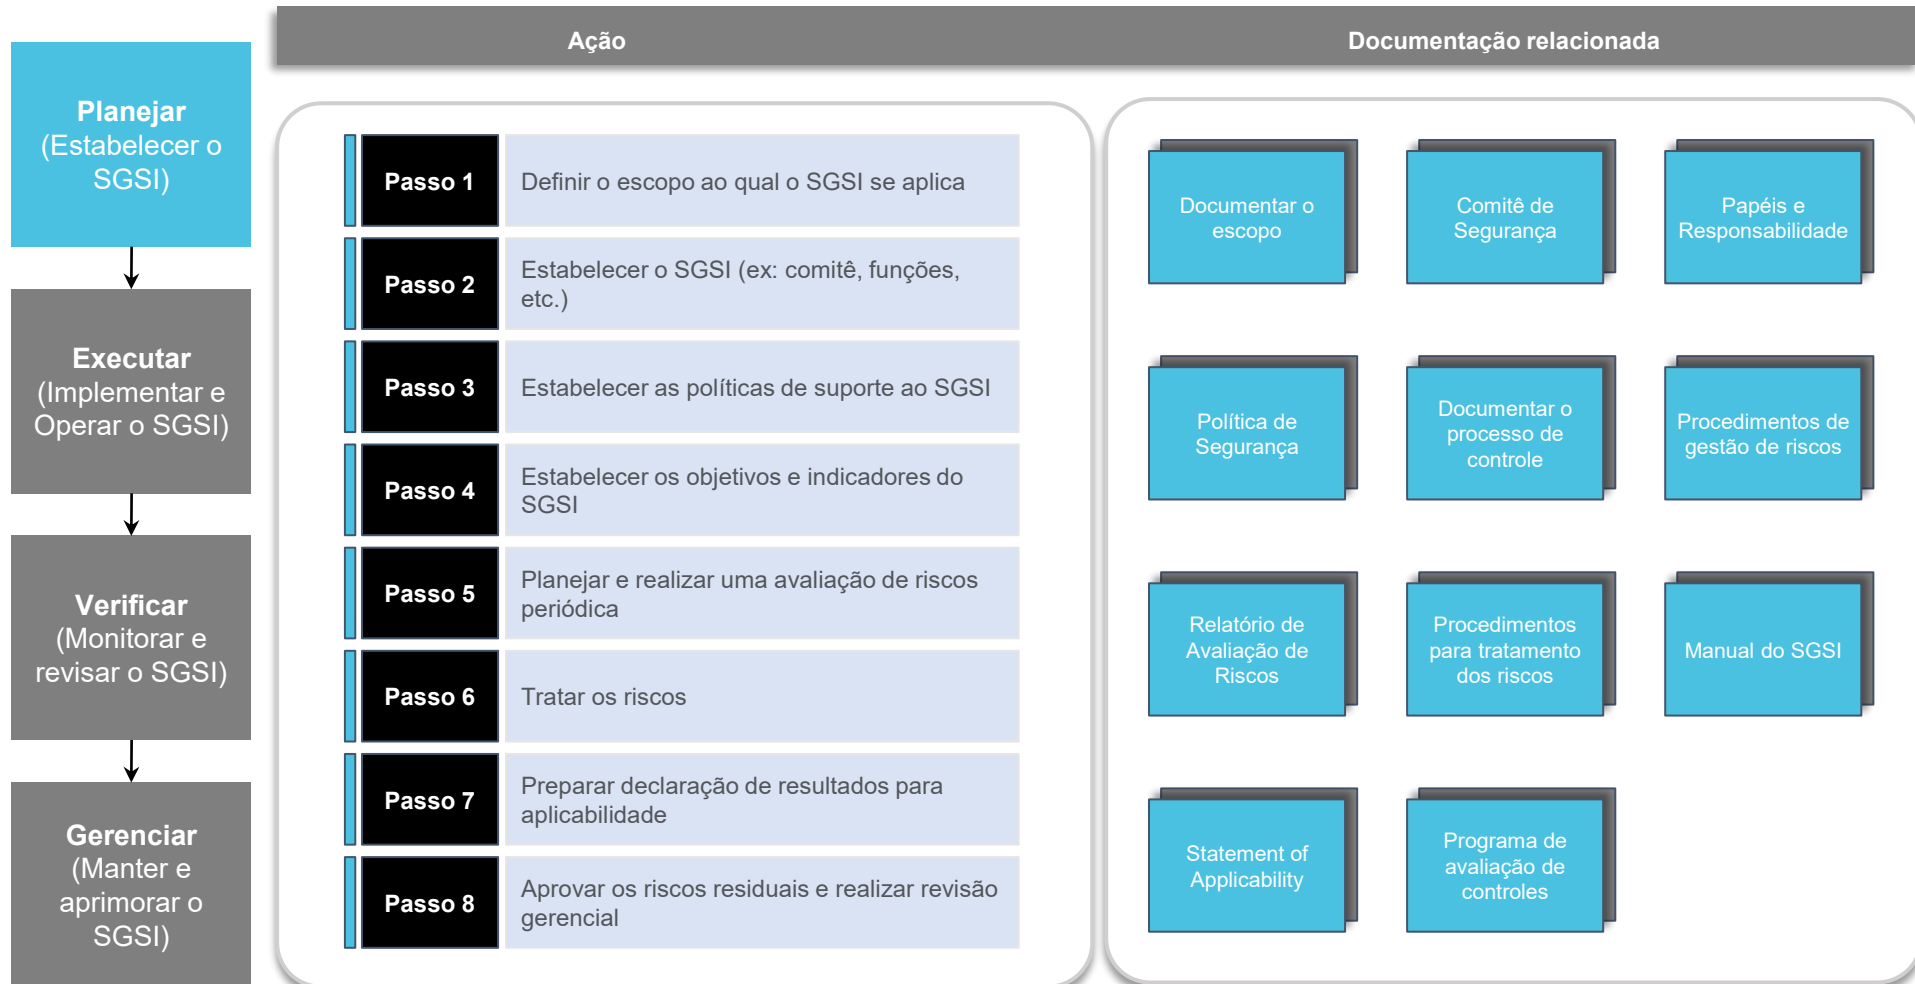 Ação
Documentação relacionada
Planejar
(Estabelecer o
SGSI)
Executar
(Implementar e
Operar o SGSI)
Verificar
(Monitorar e
revisar o SGSI)
Gerenciar
(Manter e
aprimorar o
SGSI)
Passo 1
Definir o escopo ao qual o SGSI se aplica
Passo 2
Estabelecer o SGSI (ex: comitê, funções,
etc.)
Passo 3
Estabelecer as políticas de suporte ao SGSI
Passo 4
Estabelecer os objetivos e indicadores do
SGSI
Passo 5
Planejar e realizar uma avaliação de riscos
periódica
Passo 6
Tratar os riscos
Passo 7
Preparar declaração de resultados para
aplicabilidade
Passo 8
Aprovar os riscos residuais e realizar revisão
gerencial
Documentar o
escopo
Comitê de
Segurança
Papéis e
Responsabilidade
Política de
Segurança
Documentar o
processo de
controle
Procedimentos de
gestão de riscos
Relatório de
Avaliação de
Riscos
Procedimentos
para tratamento
dos riscos
Manual do SGSI
Statement of
Applicability
Programa de
avaliação de
controles